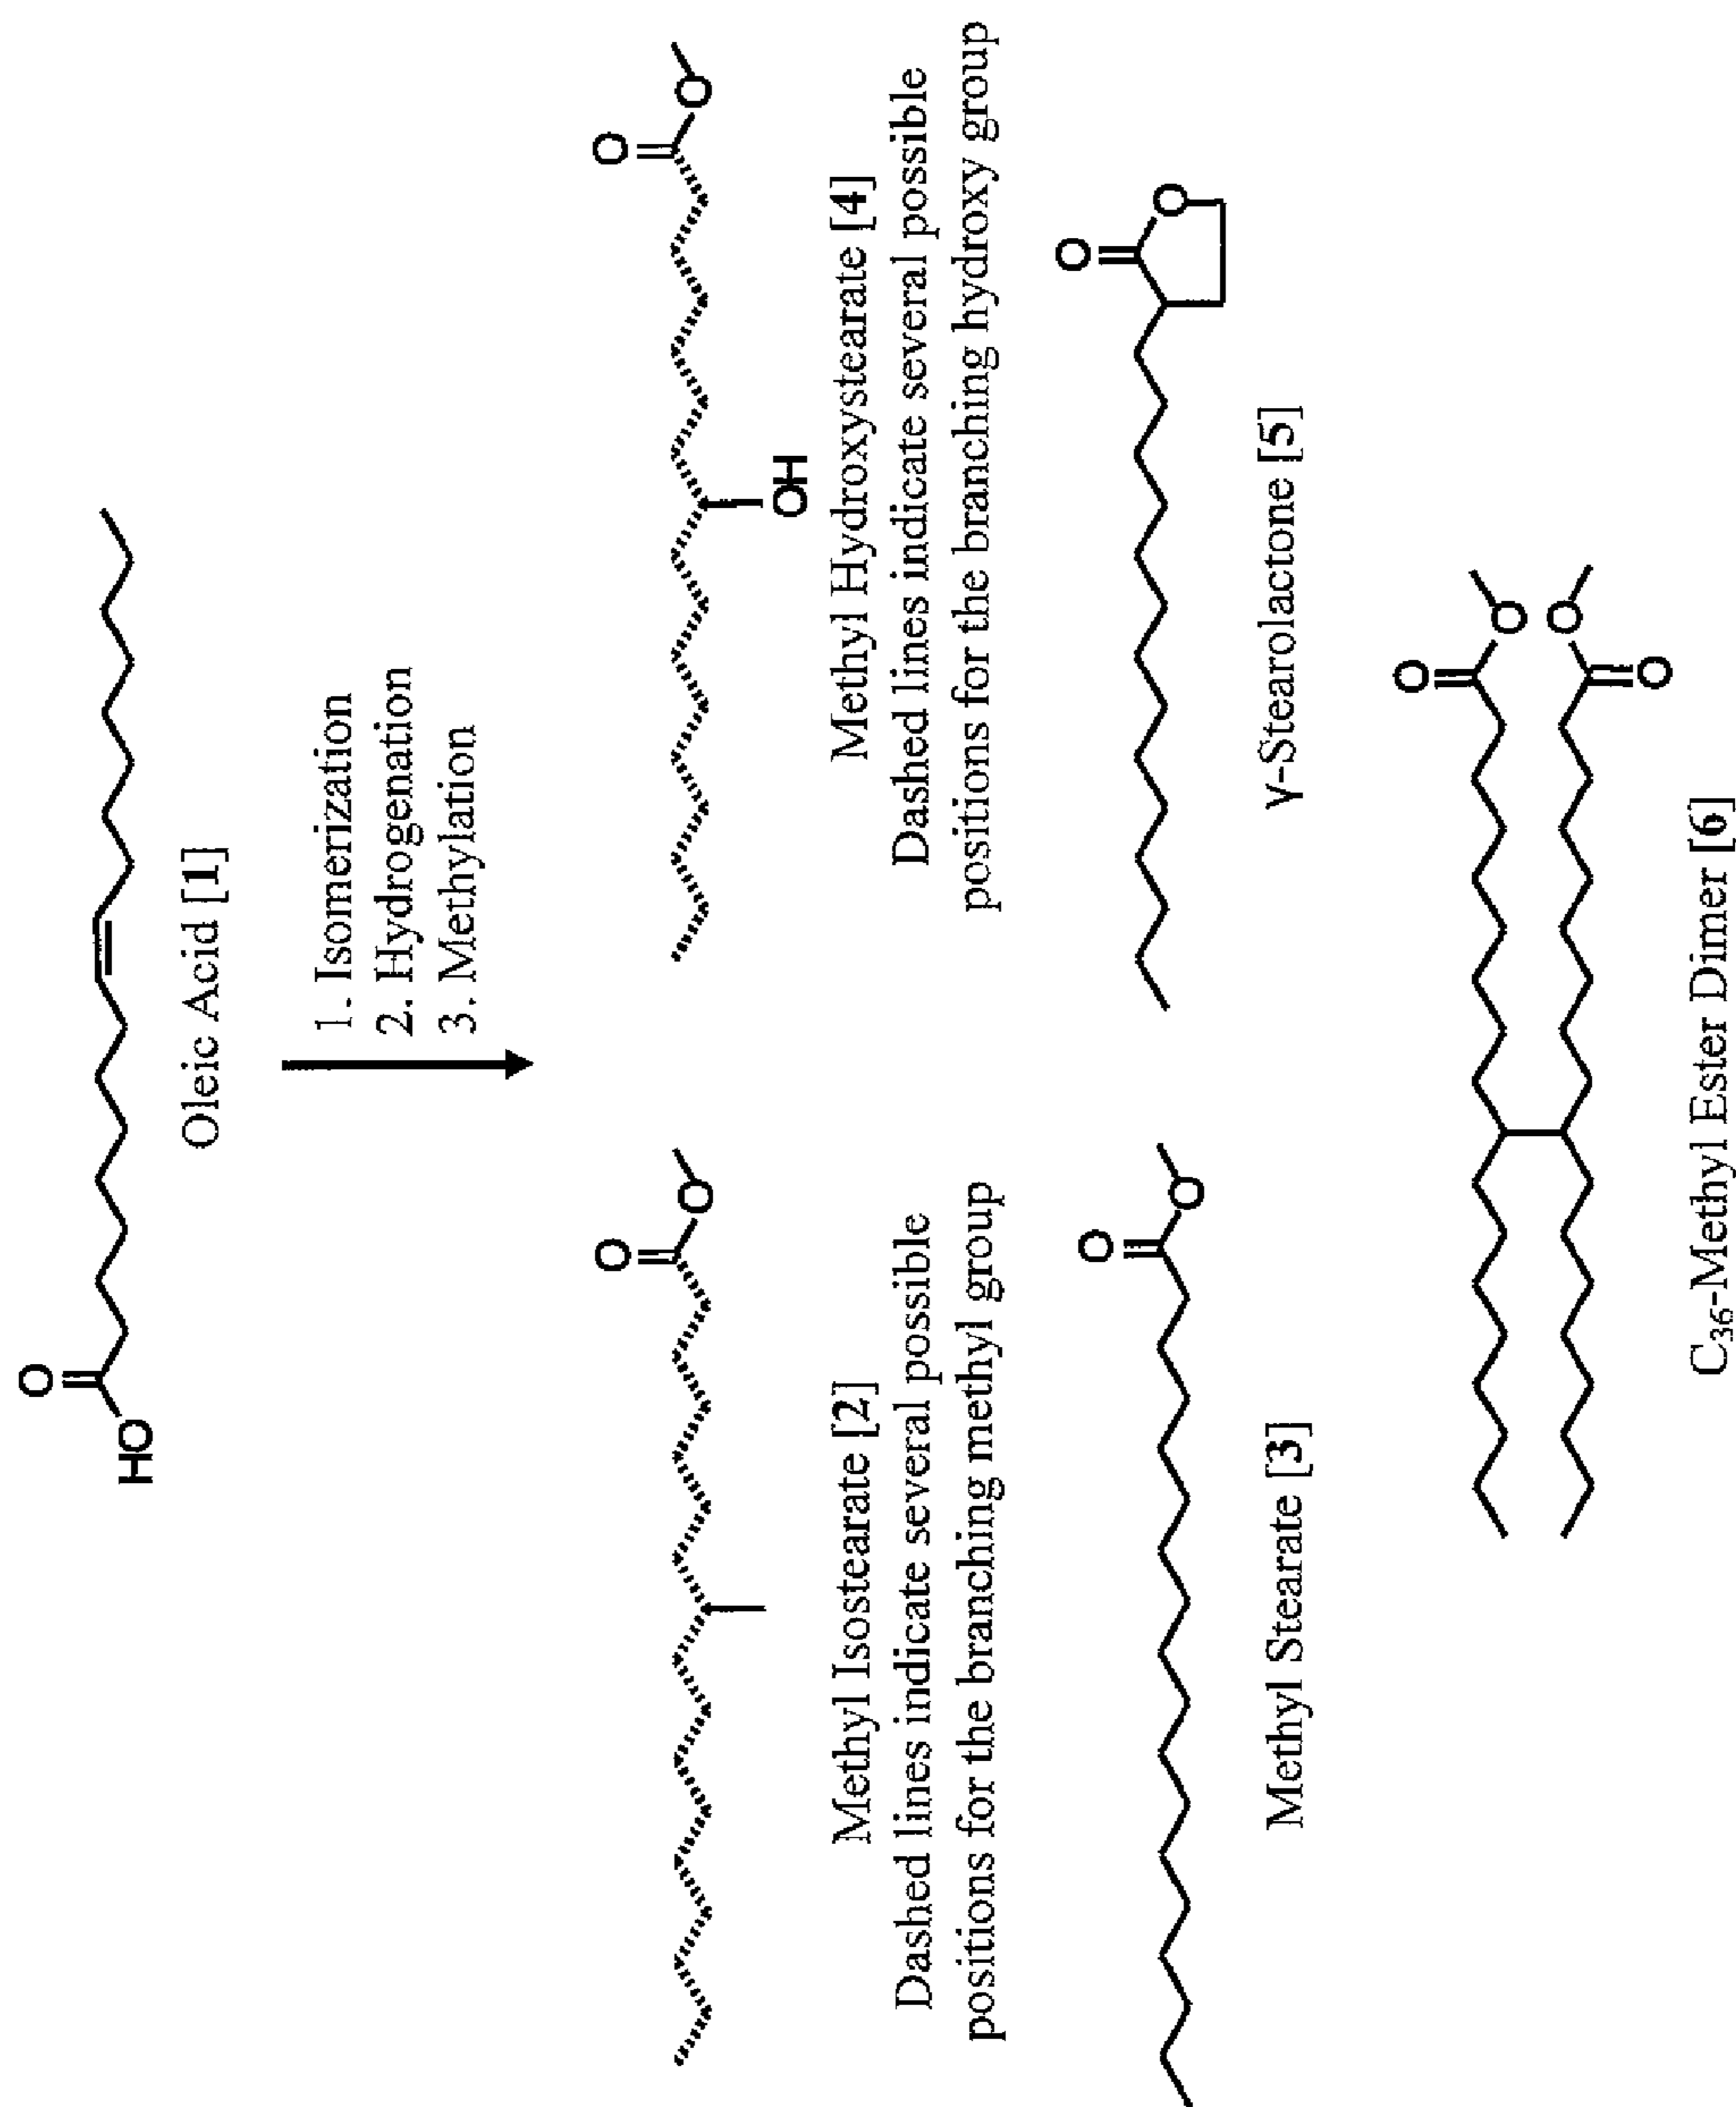 O
HO
Oleic Acid [1]
1. Isomerization
2. Hydrogenation
3. Methylation
O
O
Methyl Isostearate [2]
Dashed lines indicate several possible
positions for the branching methyl group
O
O
OH
Methyl Hydroxystearate [4]
Dashed lines indicate several possible
positions for the branching hydroxy group
O
O
Methyl Stearate [3]
O
O
γ-Stearolactone [5]
O
O
O
O
C₃₆-Methyl Ester Dimer [6]